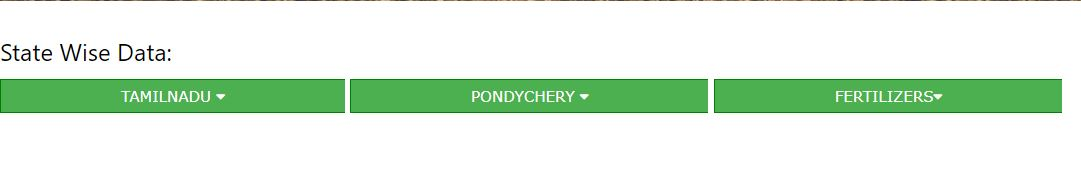 State Wise Data:
TAMILNADU PONDYCHERY FERTILIZERS